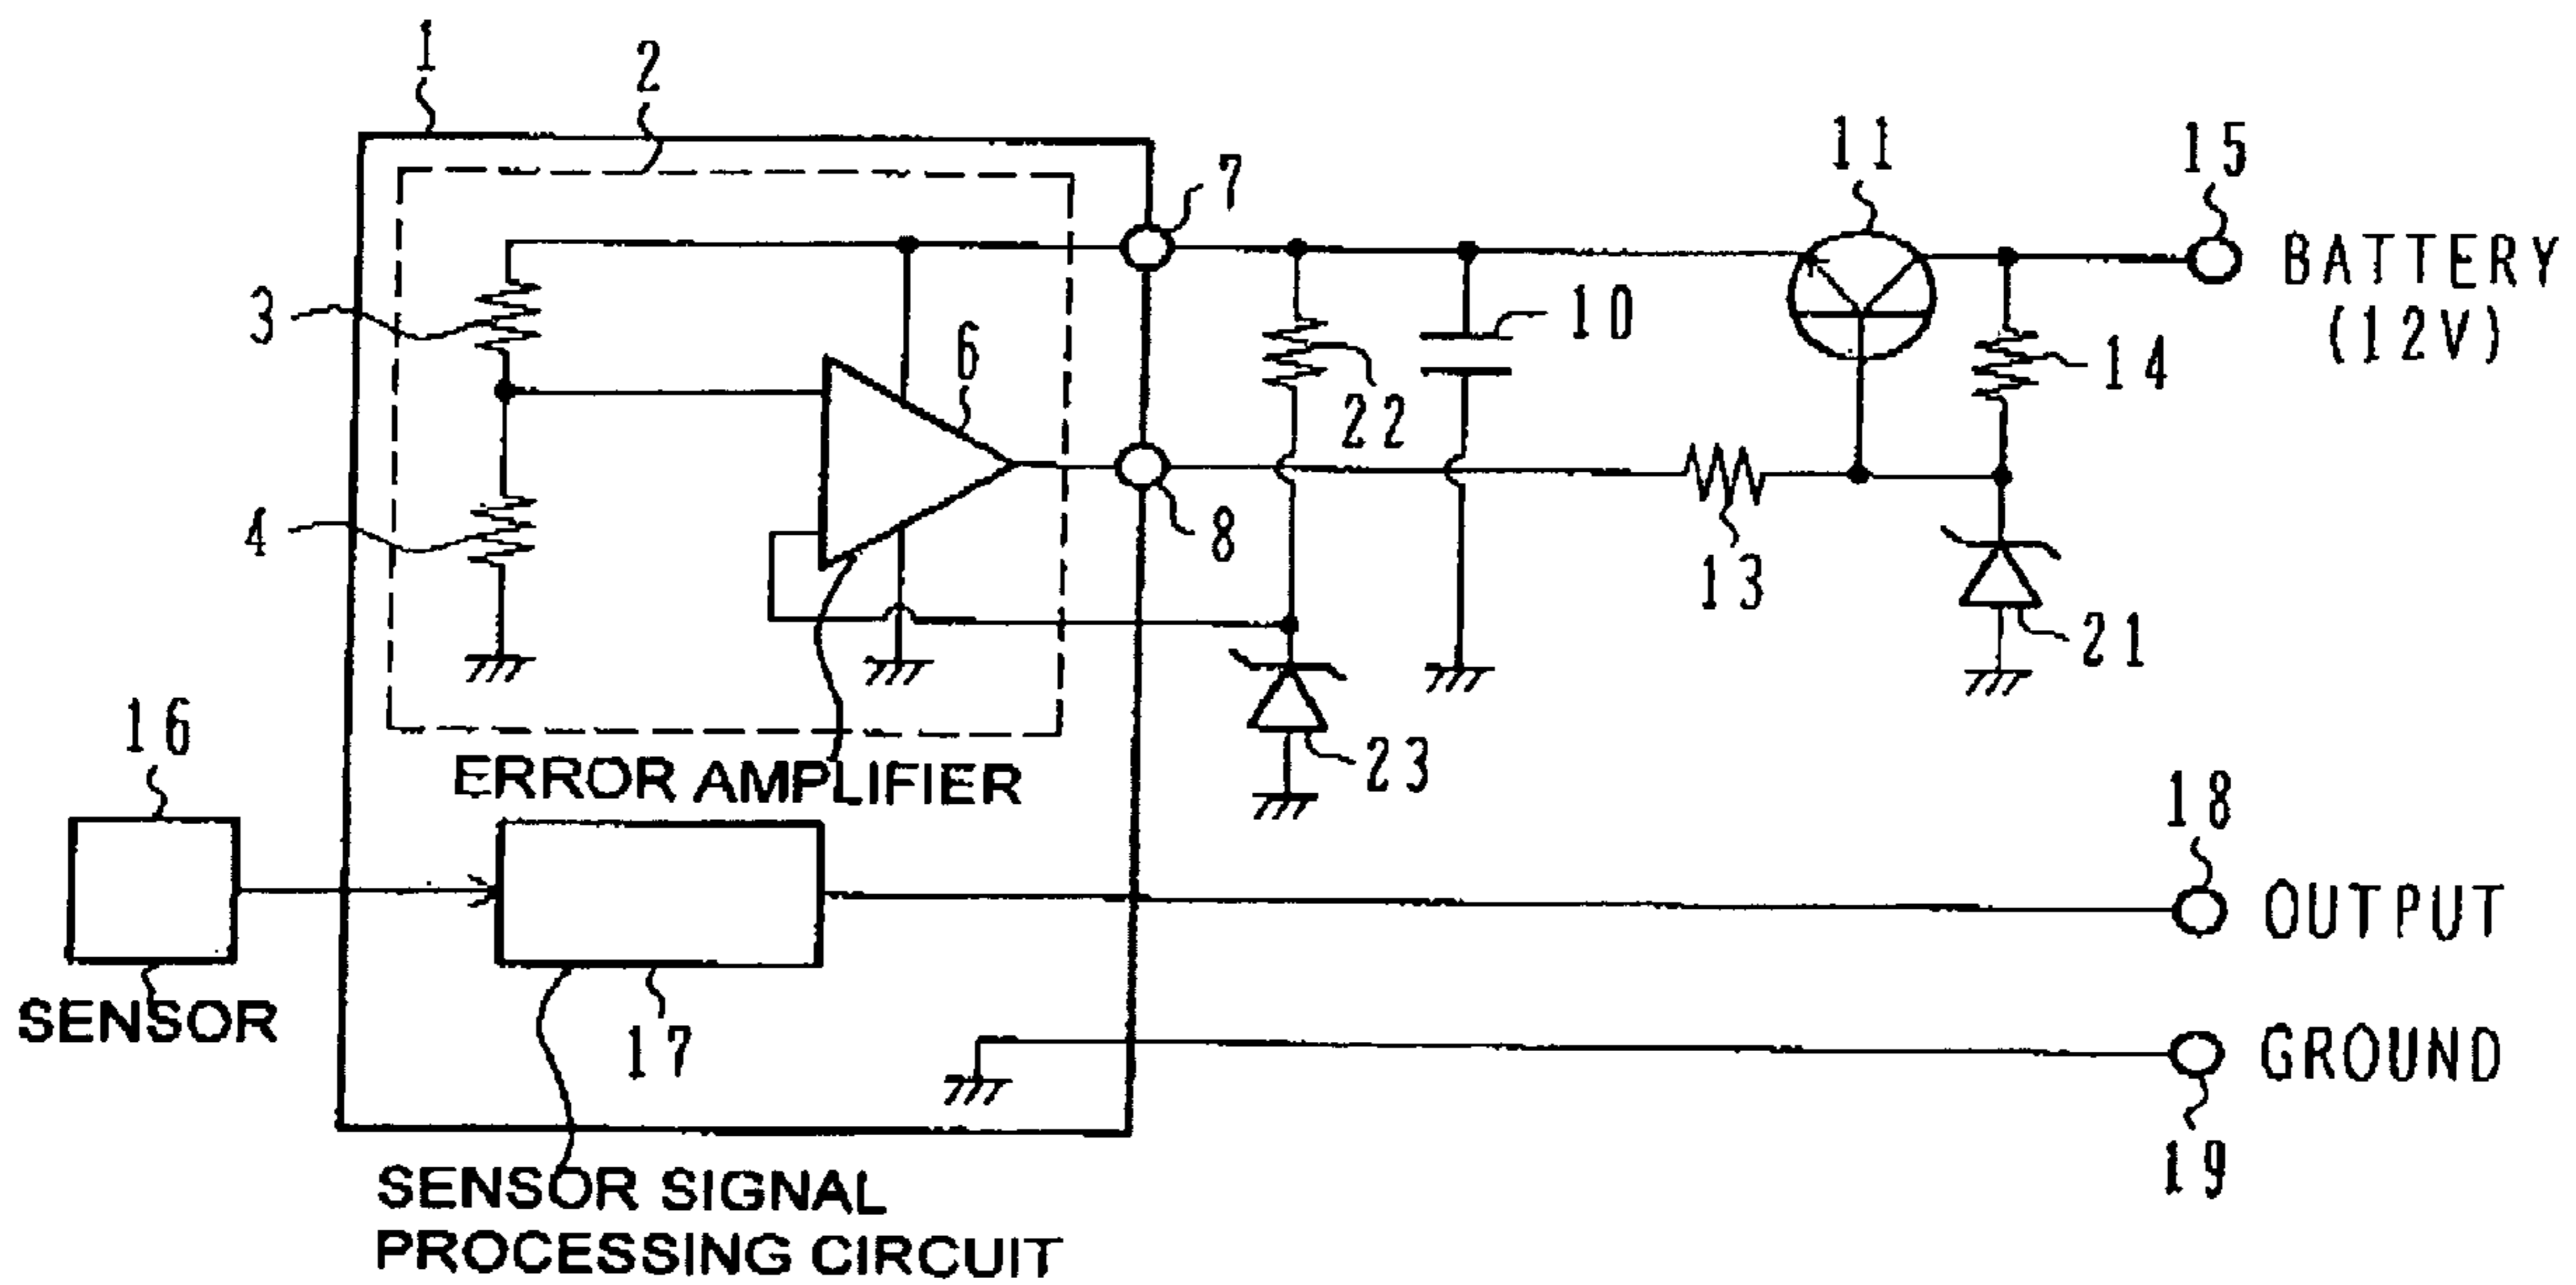 1
2
7
11
15
BATTERY
(12V)
3
6
10
14
22
4
8
13
21
16
ERROR AMPLIFIER
23
18
OUTPUT
SENSOR
17
GROUND
19
SENSOR SIGNAL
PROCESSING CIRCUIT